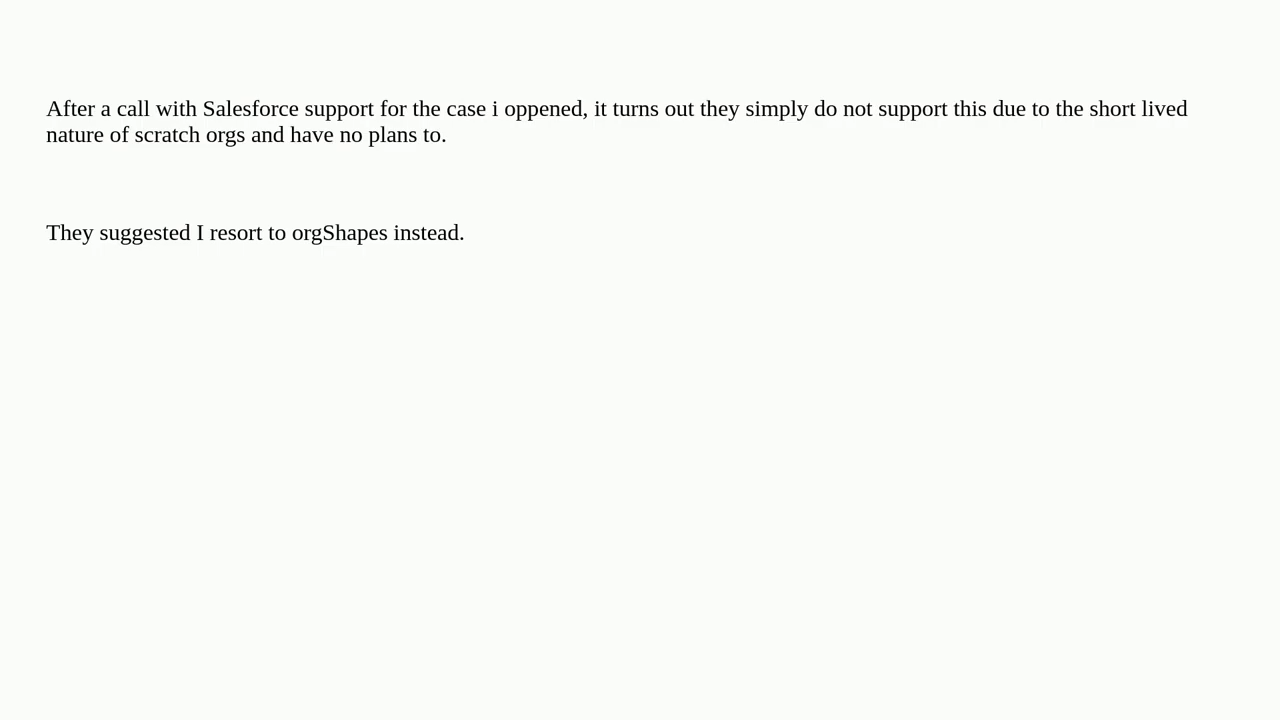 After a call with Salesforce support for the case i oppened, it turns out they simply do not support this due to the short lived
nature of scratch orgs and have no plans to.
They suggested I resort to orgShapes instead.